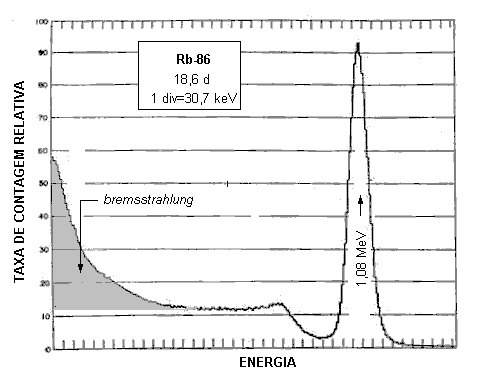 100
90
80
70
60
50
40
30
20
10
0
TAXA DE CONTAGEM RELATIVA
Rb-86
18,6 d
1 div=30,7 keV
bremsstrahlung
1,08 MeV
ENERGIA